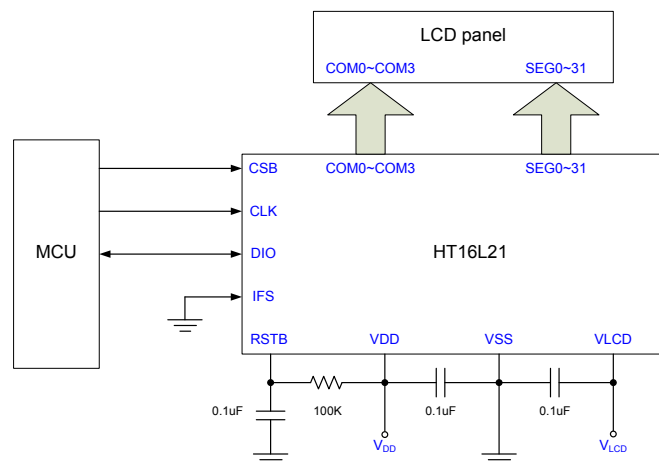 LCD panel
COM0~COM3 SEG0~31
COM0~COM3 SEG0~31
CSB
CLK
MCU DIO HT16L21
IFS
RSTB VDD VSS VLCD
0.1uF 100K 0.1uF 0.1uF
VDD VLCD